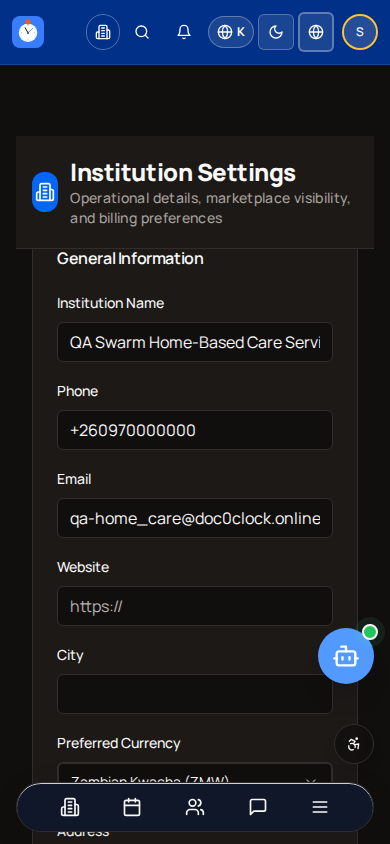 K
S
Institution Settings
Operational details, marketplace visibility,
and billing preferences
General Information
Institution Name
QA Swarm Home-Based Care Servi
Phone
+260970000000
Email
qa-home_care@doc0clock.online
Website
https://
City
Preferred Currency
Zambian Kwacha (ZMW)
Address